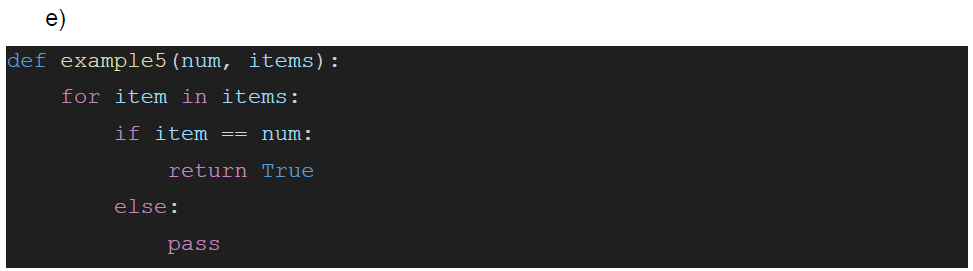 e)
def example5(num, items):
    for item in items:
        if item == num:
            return True
        else:
            pass